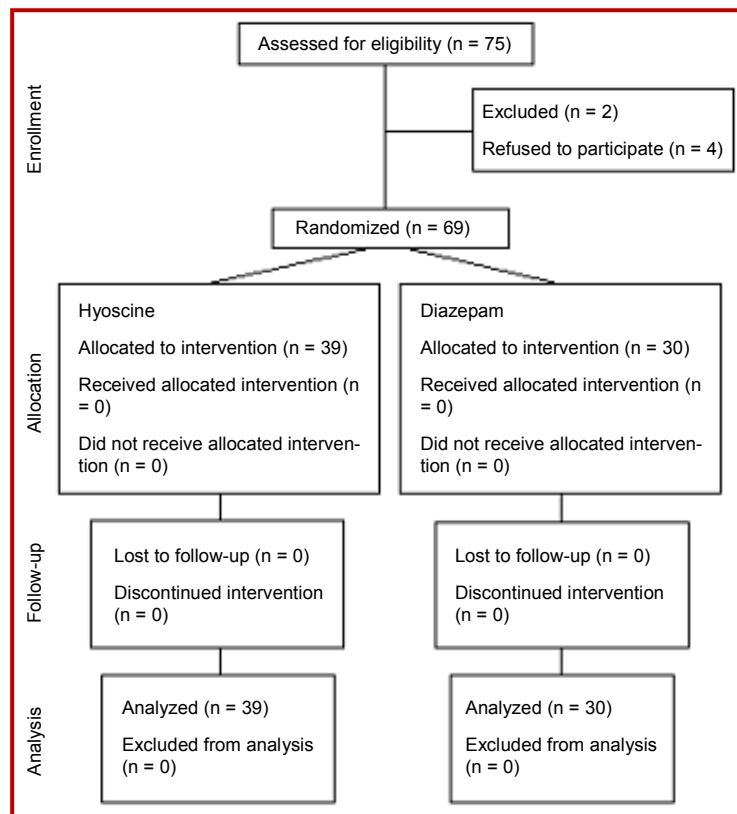 Enrollment
Assessed for eligibility (n = 75)
Excluded (n = 2)
Refused to participate (n = 4)
Randomized (n = 69)
Allocation
Hyoscine
Allocated to intervention (n = 39)
Received allocated intervention (n
= 0)
Did not receive allocated interven-
tion (n = 0)
Diazepam
Allocated to intervention (n = 30)
Received allocated intervention (n
= 0)
Did not receive allocated interven-
tion (n = 0)
Follow-up
Lost to follow-up (n = 0)
Discontinued intervention
(n = 0)
Lost to follow-up (n = 0)
Discontinued intervention
(n = 0)
Analysis
Analyzed (n = 39)
Excluded from analysis
(n = 0)
Analyzed (n = 30)
Excluded from analysis
(n = 0)